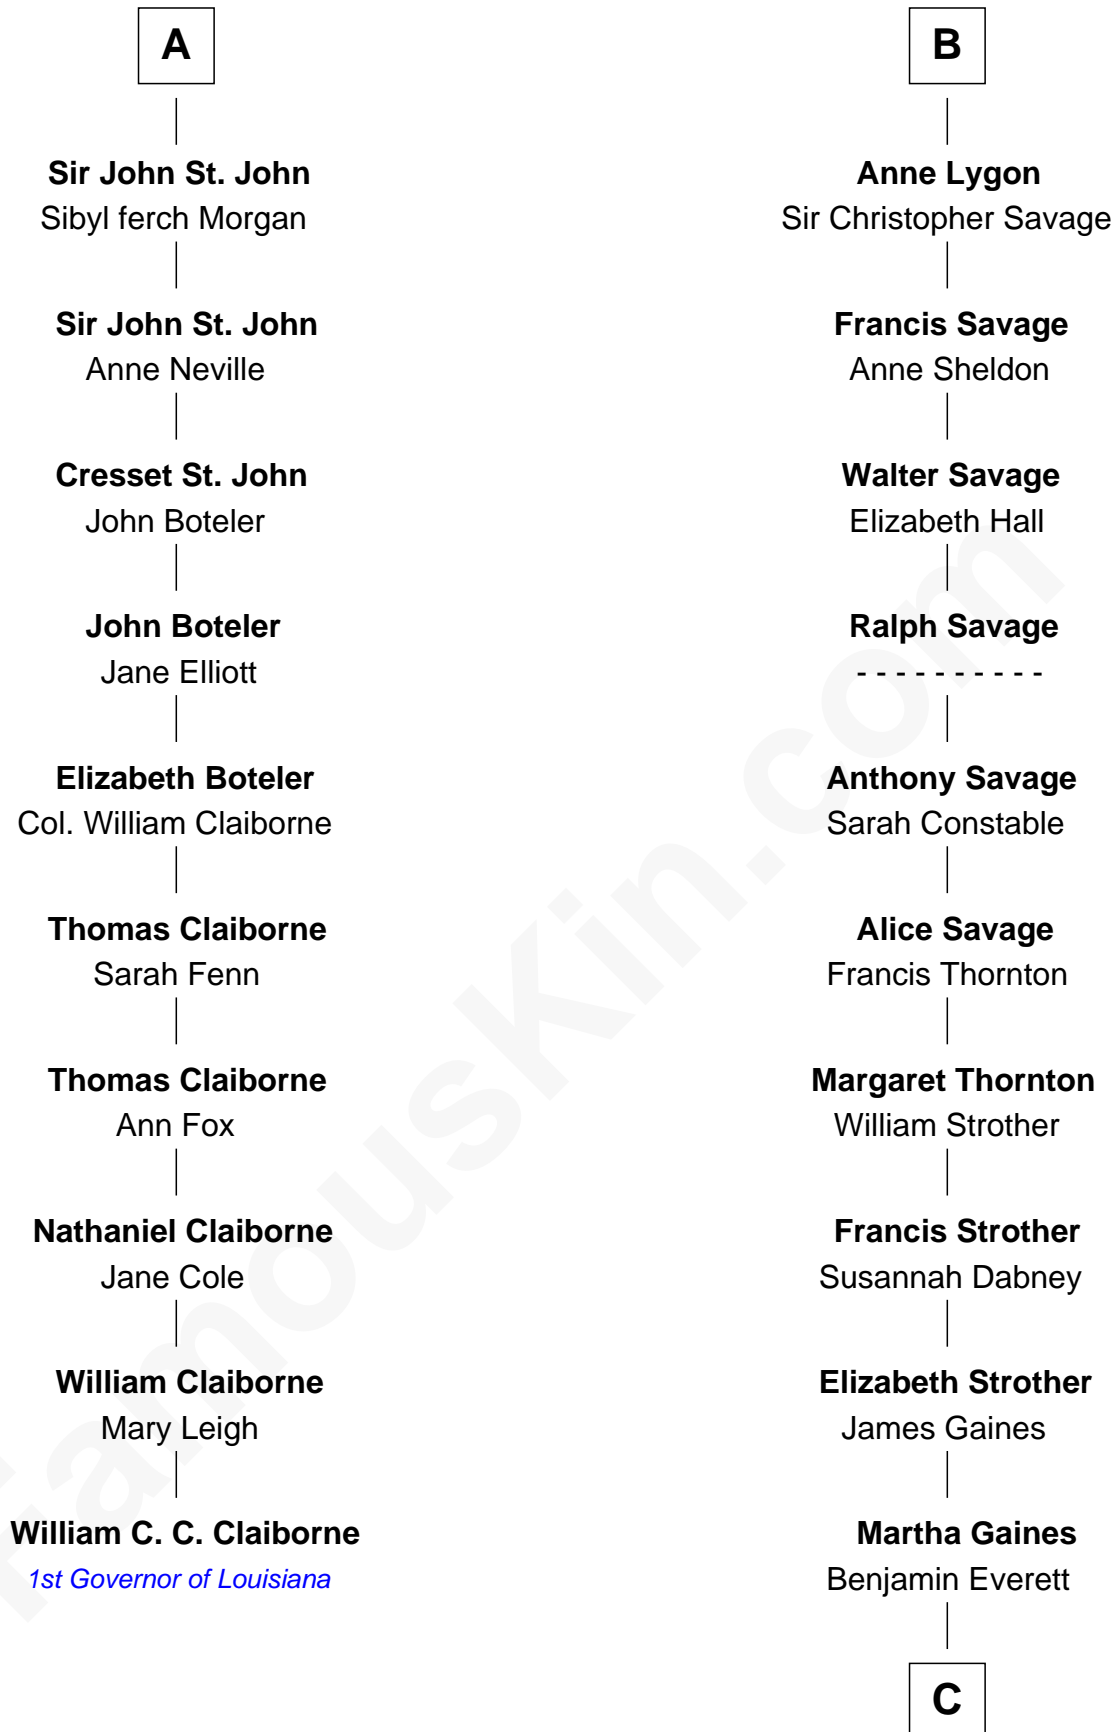 A
Sir John St. John
Sibyl ferch Morgan
Sir John St. John
Anne Neville
Cresset St. John
John Boteler
John Boteler
Jane Elliott
Elizabeth Boteler
Col. William Claiborne
Thomas Claiborne
Sarah Fenn
Thomas Claiborne
Ann Fox
Nathaniel Claiborne
Jane Cole
William Claiborne
Mary Leigh
William C. C. Claiborne
1st Governor of Louisiana
B
Anne Lygon
Sir Christopher Savage
Francis Savage
Anne Sheldon
Walter Savage
Elizabeth Hall
Ralph Savage
- - - - - - - - - -
Anthony Savage
Sarah Constable
Alice Savage
Francis Thornton
Margaret Thornton
William Strother
Francis Strother
Susannah Dabney
Elizabeth Strother
James Gaines
Martha Gaines
Benjamin Everett
C
FamousKin.com